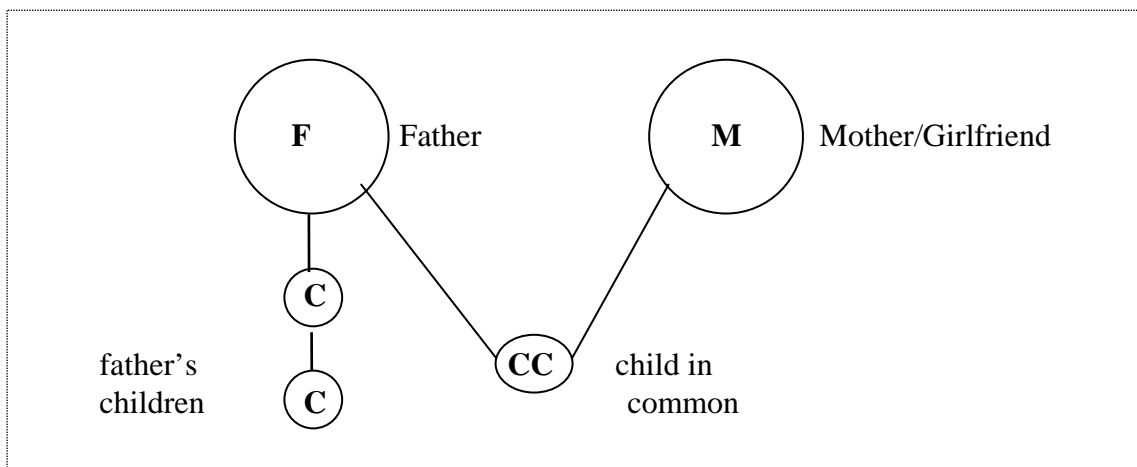 F Father M Mother/Girlfriend
C
father’s
children
CC child in
common
C